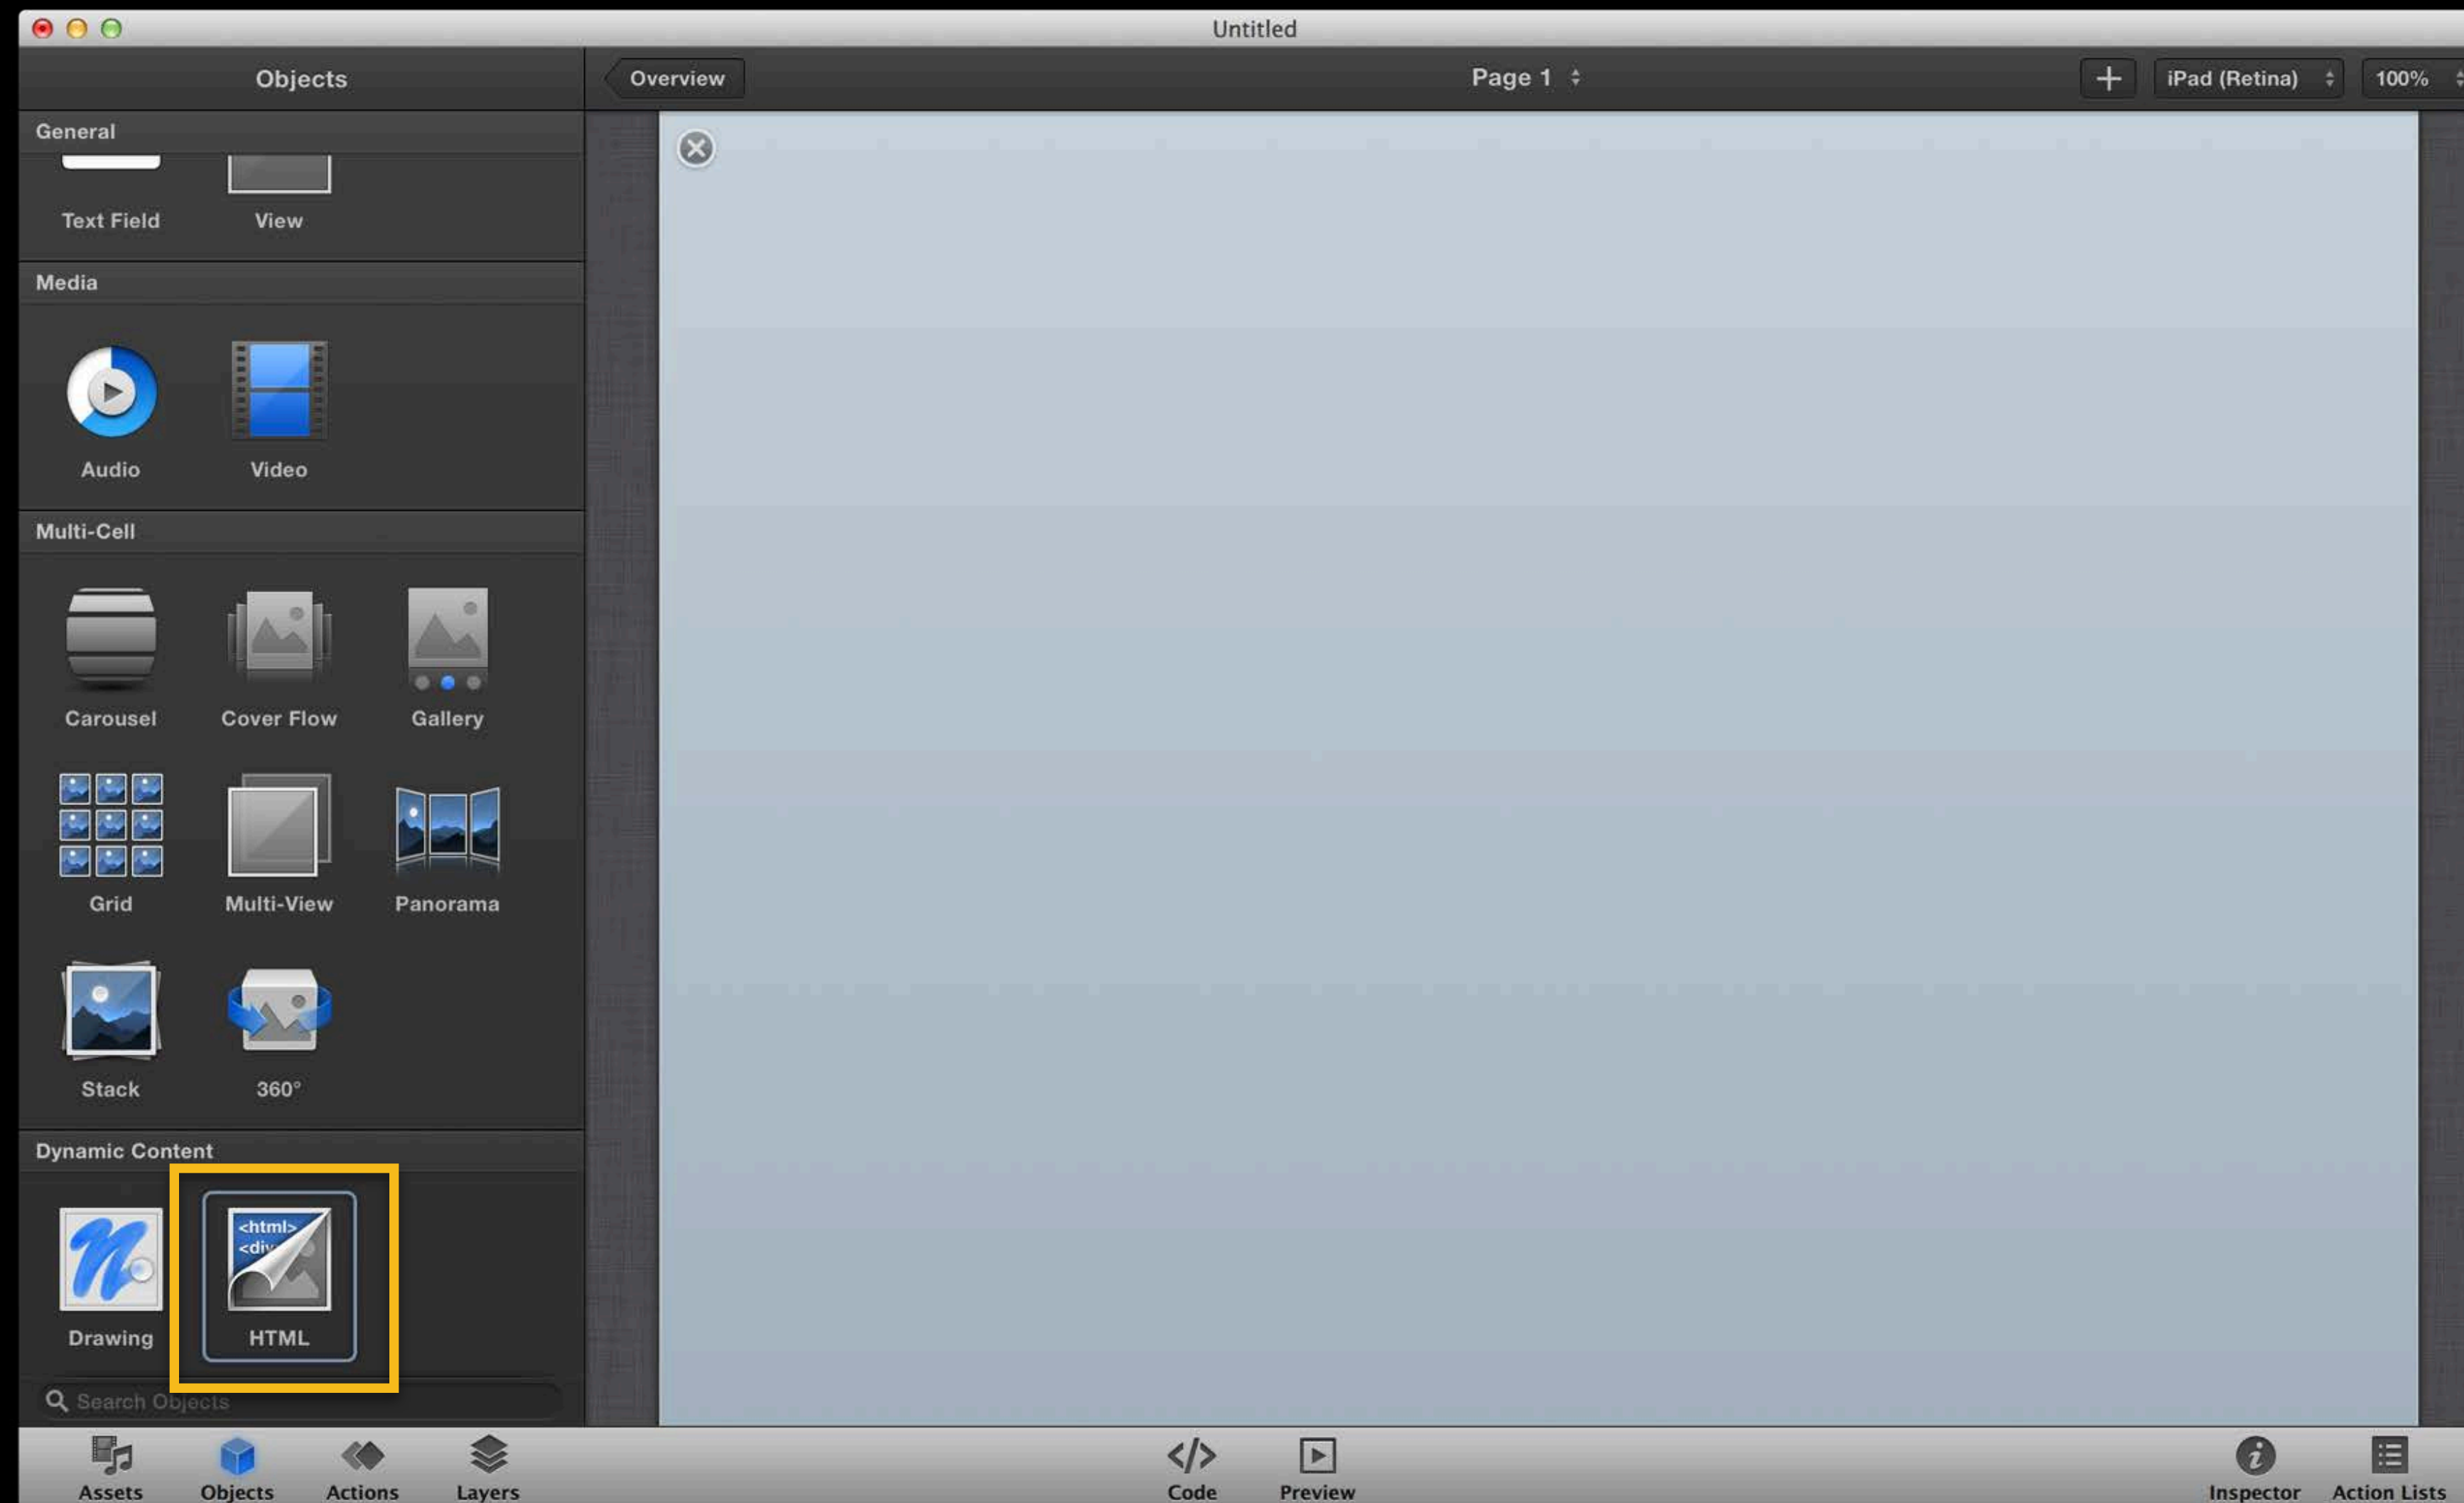 Untitled
Objects
Overview
Page 1
iPad (Retina)
100%
General
Text Field
View
Media
Audio
Video
Multi-Cell
Carousel
Cover Flow
Gallery
Grid
Multi-View
Panorama
Stack
360°
Dynamic Content
<html>
<div
Drawing
HTML
Search Objects
Assets
Objects
Actions
Layers
</>
Code
Preview
Inspector
Action Lists